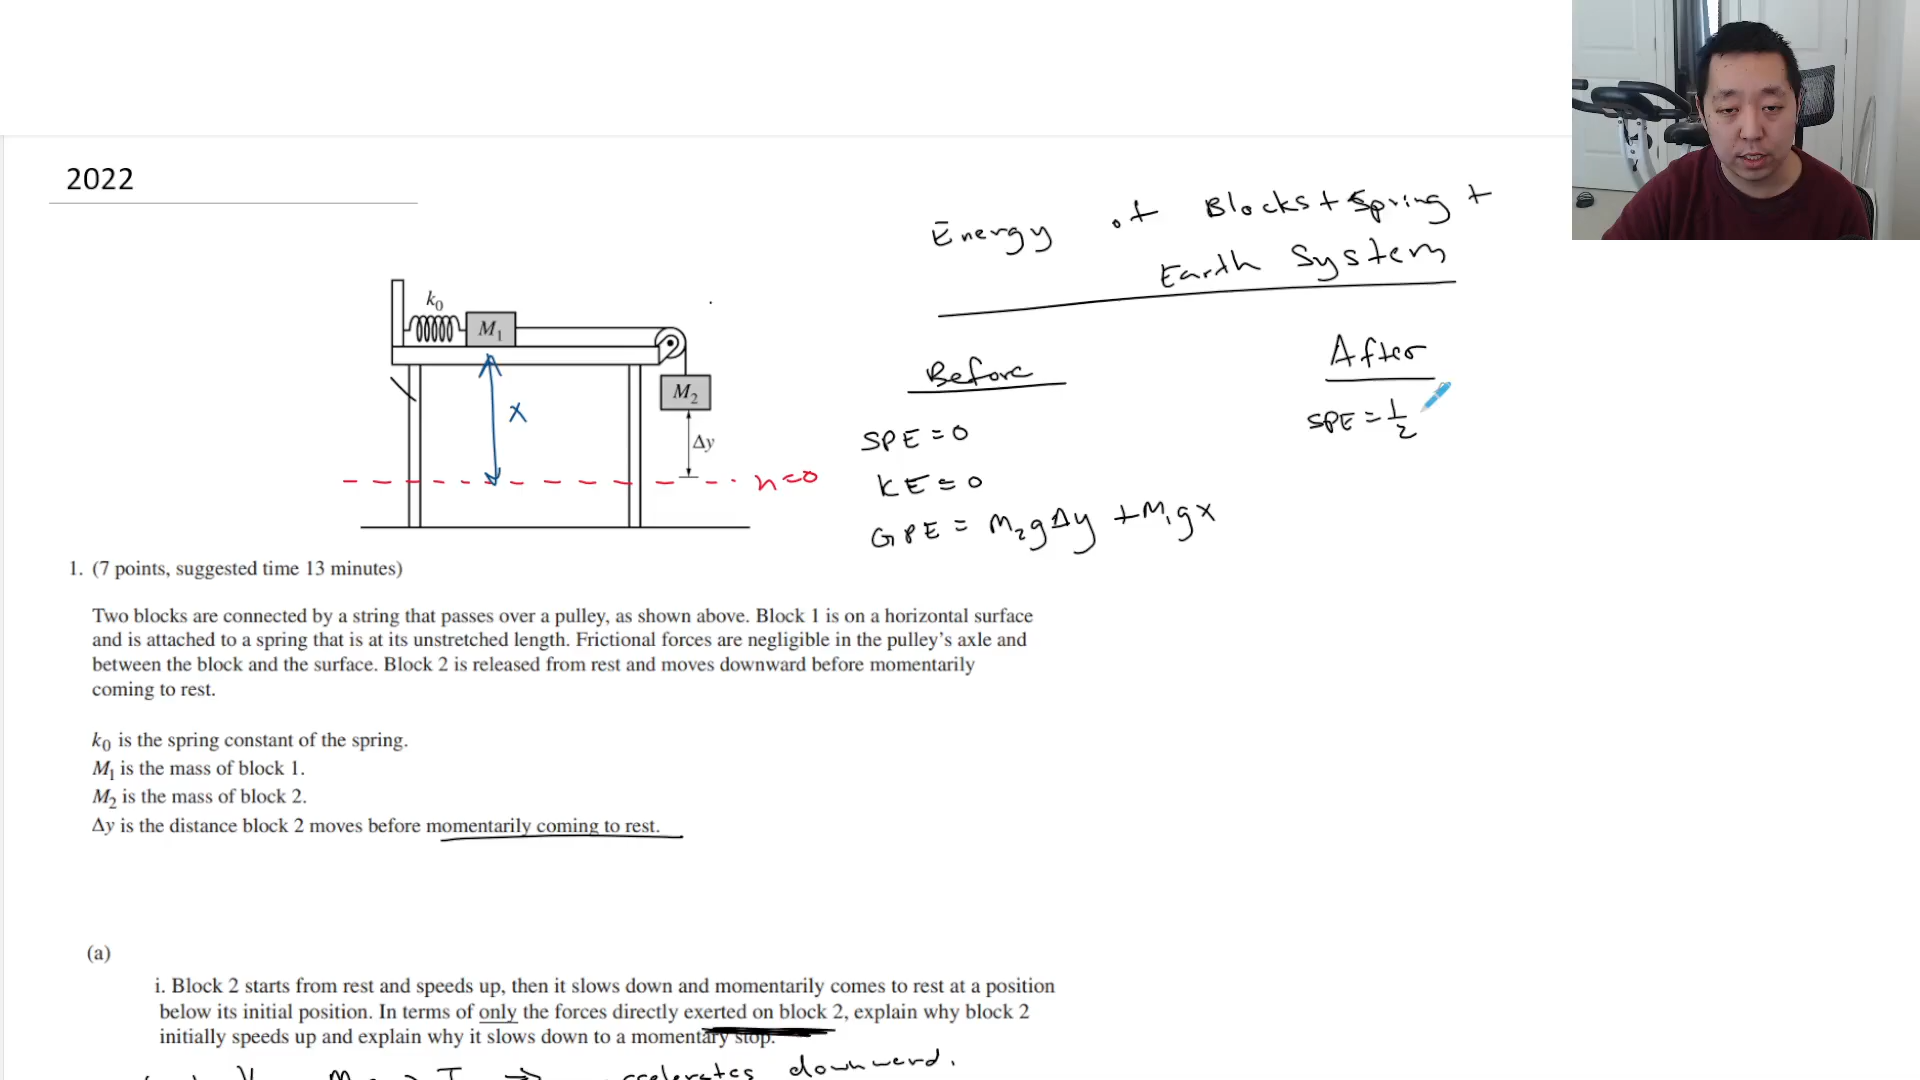 2022
Energy of Blocks + Spring +
Earth System
k0
M1
M2
Δy
x
h=0
Before
After
SPE = 0
SPE = 1/2
KE = 0
GPE = M2gΔy + M1gx
1. (7 points, suggested time 13 minutes)
Two blocks are connected by a string that passes over a pulley, as shown above. Block 1 is on a horizontal surface
and is attached to a spring that is at its unstretched length. Frictional forces are negligible in the pulley's axle and
between the block and the surface. Block 2 is released from rest and moves downward before momentarily
coming to rest.
k0 is the spring constant of the spring.
M1 is the mass of block 1.
M2 is the mass of block 2.
Δy is the distance block 2 moves before momentarily coming to rest.
(a)
i. Block 2 starts from rest and speeds up, then it slows down and momentarily comes to rest at a position
below its initial position. In terms of only the forces directly exerted on block 2, explain why block 2
initially speeds up and explain why it slows down to a momentary stop.
accelerates downward.